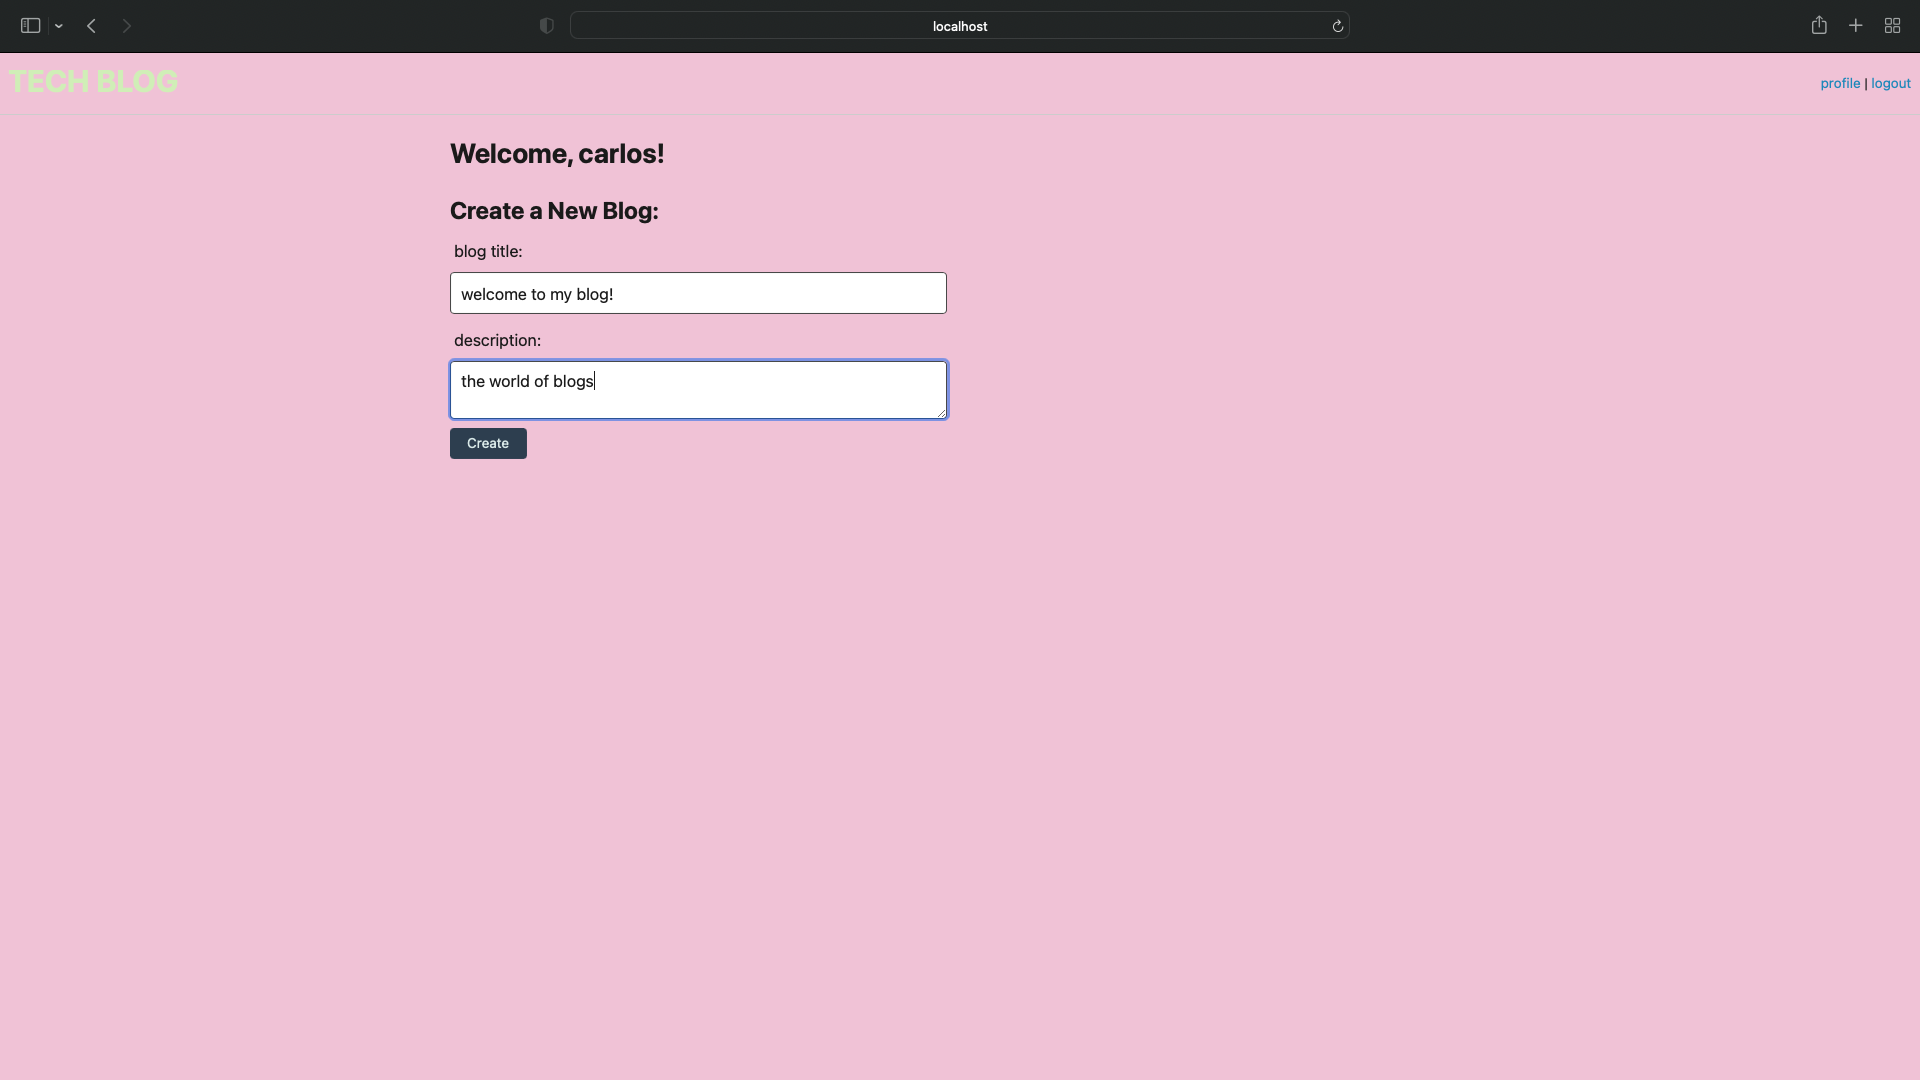 localhost
TECH BLOG
profile | logout
Welcome, carlos!
Create a New Blog:
blog title:
welcome to my blog!
description:
the world of blogs
Create